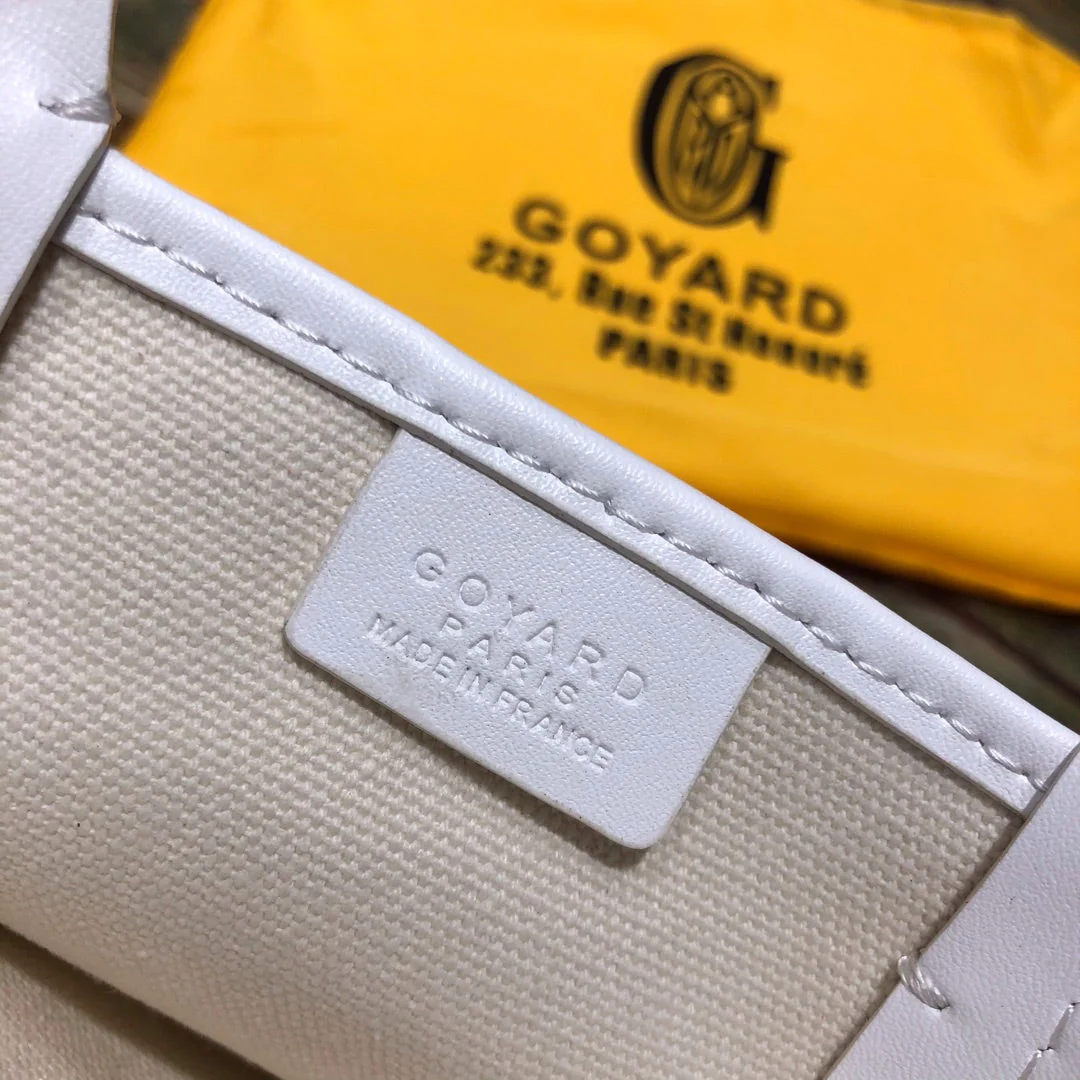 G
GOYARD
233, Rue St Honoré
PARIS
GOYARD
PARIS
MADE IN FRANCE